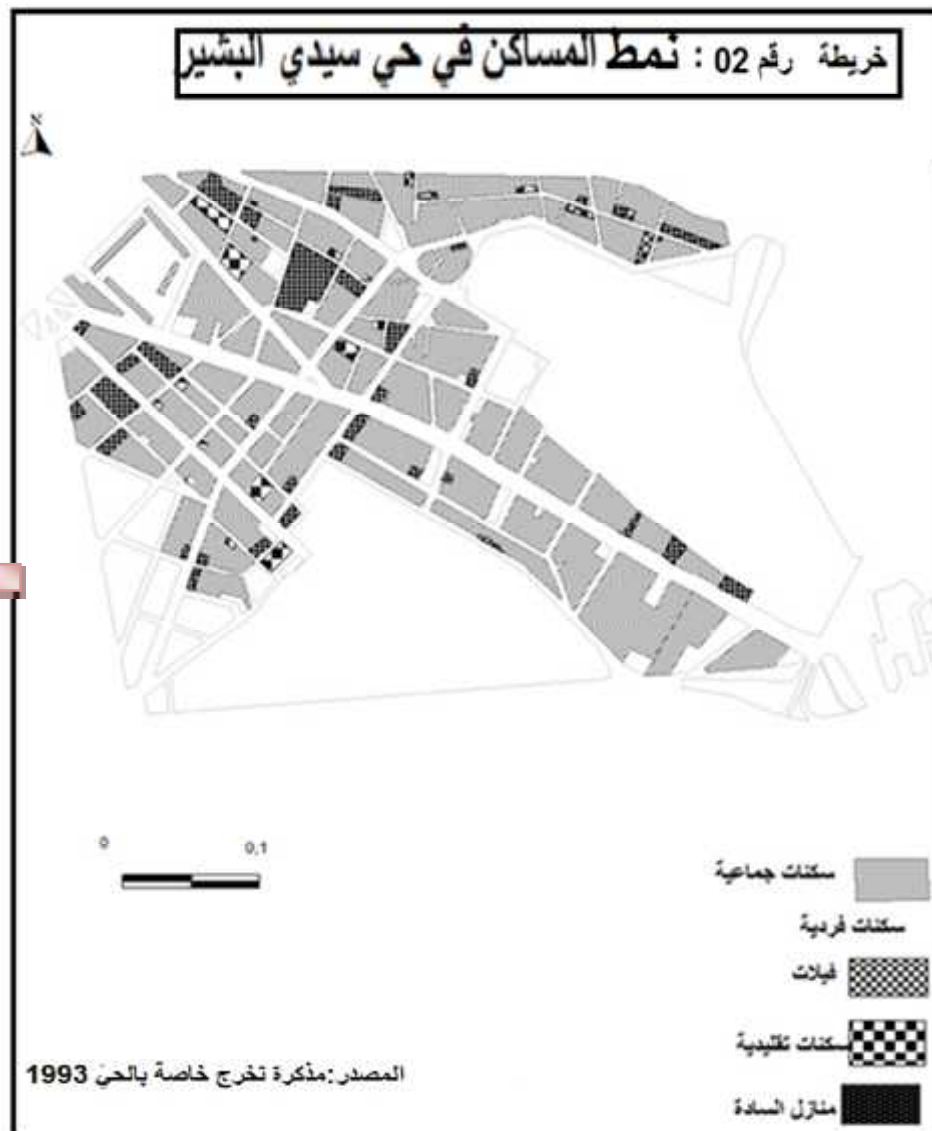 خريطة رقم 02 : نمط المساكن في حي سيدي البشير
N
0 0,1
سكنات جماعية
سكنات فردية
فيلات
سكنات تقليدية
منازل السادة
المصدر:مذكرة تخرج خاصة بالحيّ 1993